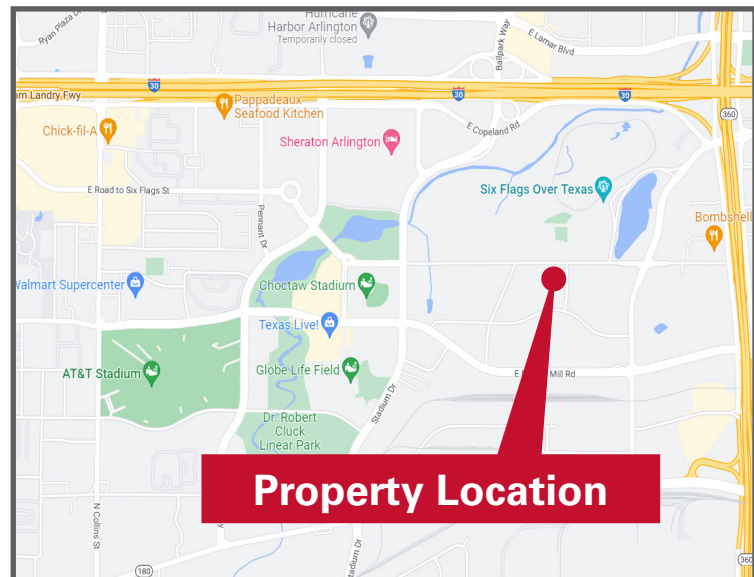 Hurricane
Harbor Arlington
Temporarily closed
Ryan Plaza D
Ballpark Way
E Lamar Blvd
30
om Landry Fwy
30
30
Pappadeaux
Seafood Kitchen
360
Chick-fil-A
E Copeland Rd
Sheraton Arlington
E Road to Six Flags St
Six Flags Over Texas
Pennant Dr
Bombshell
Walmart Supercenter
Choctaw Stadium
Texas Live!
AT&T Stadium
Globe Life Field
E
Mill Rd
Stadium Dr
Dr. Robert
Cluck
Linear Park
Property Location
N Collins St
Stadium Dr
180
360